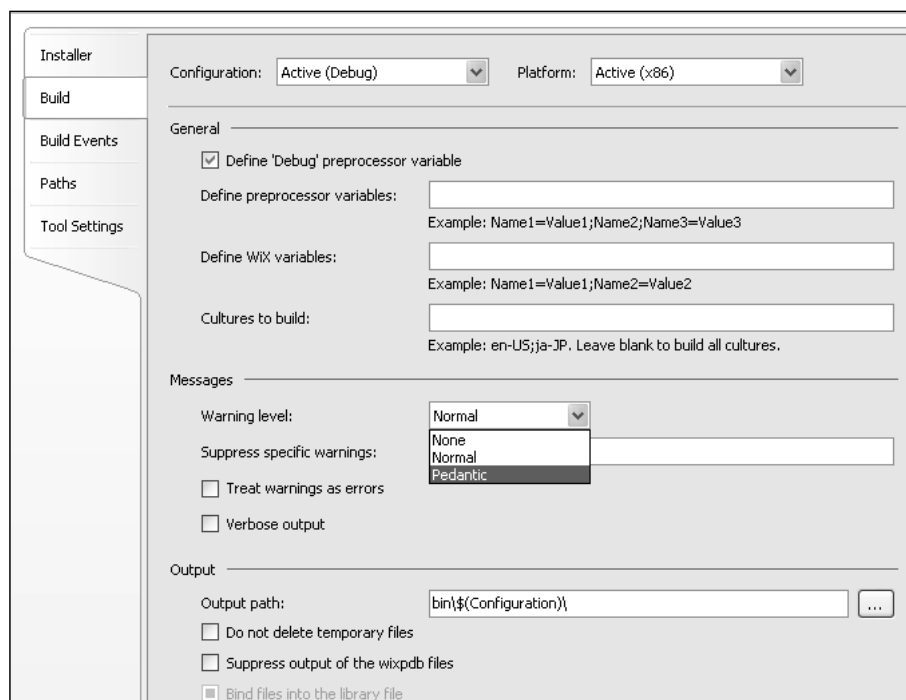 Installer
Build
Build Events
Paths
Tool Settings
Configuration: Active (Debug) Platform: Active (x86)
General
Define 'Debug' preprocessor variable
Define preprocessor variables:
Example: Name1=Value1;Name2;Name3=Value3
Define WiX variables:
Example: Name1=Value1;Name2=Value2
Cultures to build:
Example: en-US;ja-JP. Leave blank to build all cultures.
Messages
Warning level: Normal
None
Normal
Pedantic
Suppress specific warnings:
Treat warnings as errors
Verbose output
Output
Output path: bin\$(Configuration)\ ...
Do not delete temporary files
Suppress output of the wixpdb files
Bind files into the library file